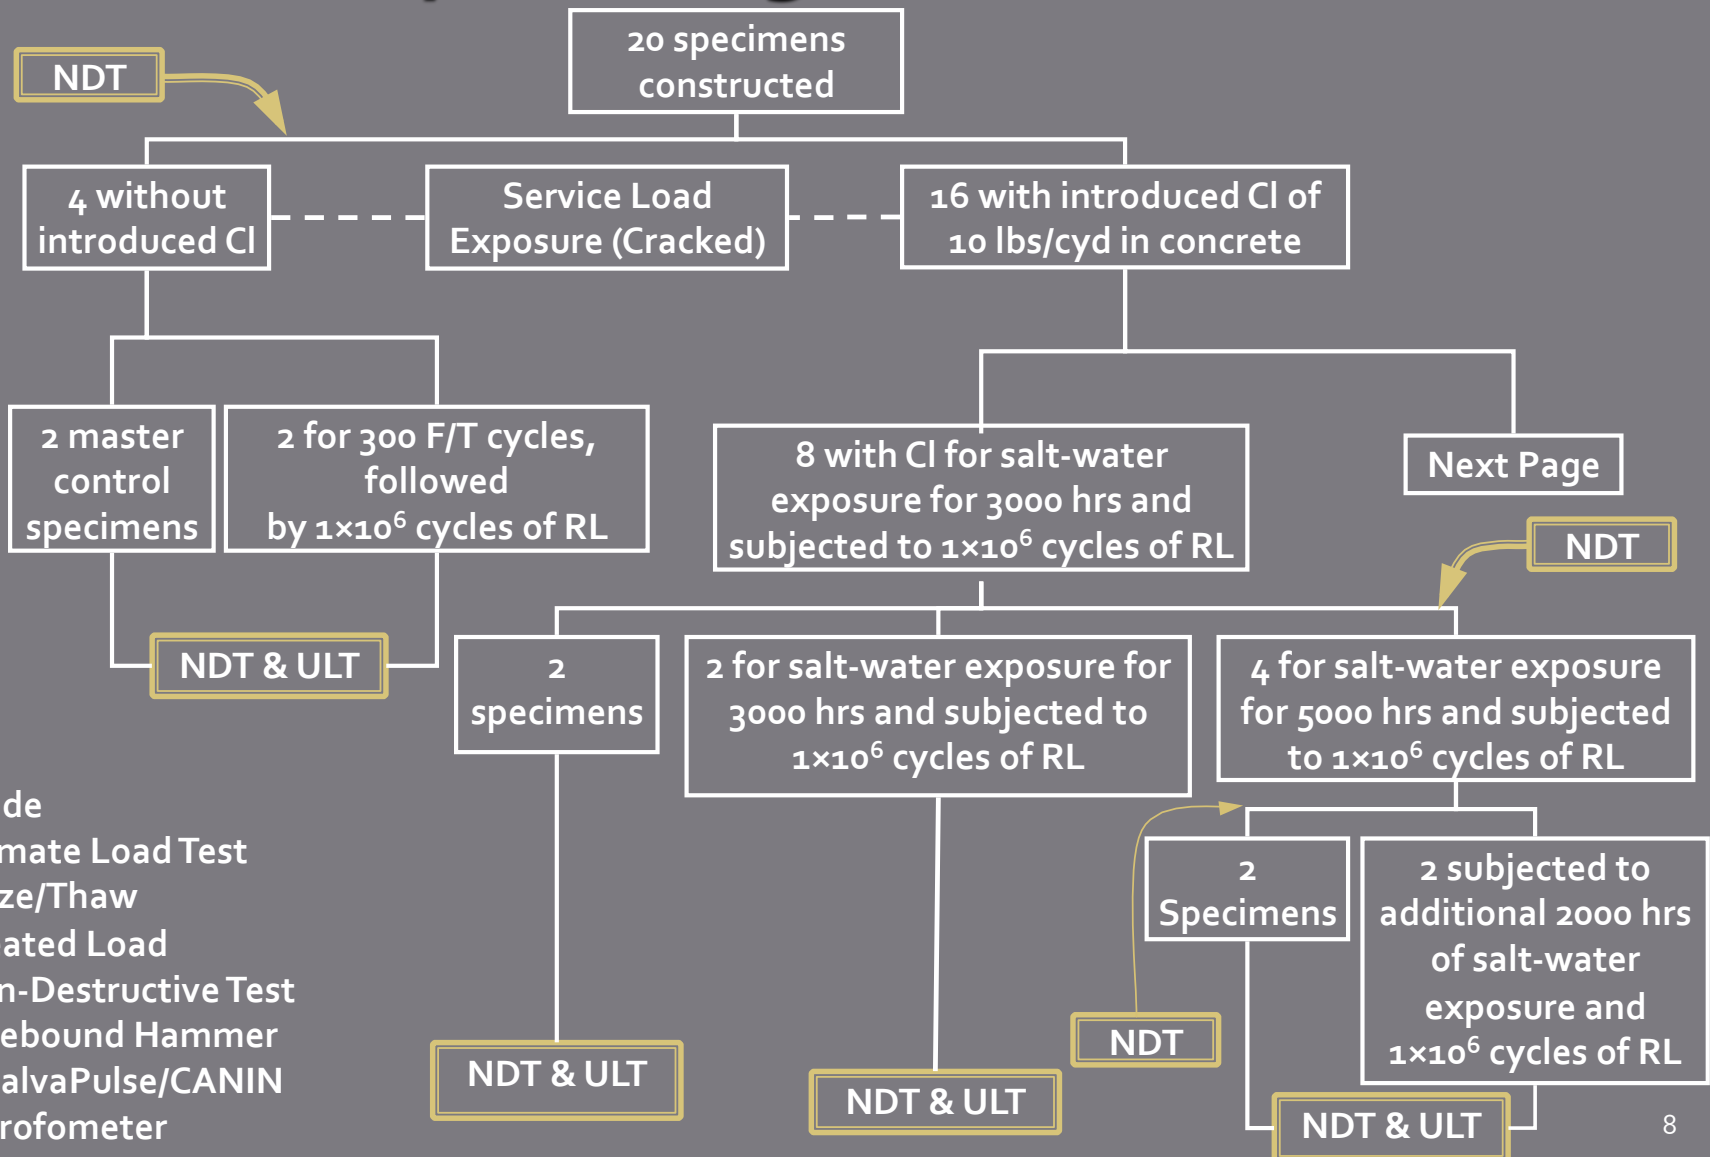 20 specimens
constructed
NDT
4 without
introduced Cl
Service Load
Exposure (Cracked)
16 with introduced Cl of
10 lbs/cyd in concrete
2 master
control
specimens
2 for 300 F/T cycles,
followed
by 1×10⁶ cycles of RL
8 with Cl for salt-water
exposure for 3000 hrs and
subjected to 1×10⁶ cycles of RL
Next Page
NDT
NDT & ULT
2
specimens
2 for salt-water exposure for
3000 hrs and subjected to
1×10⁶ cycles of RL
4 for salt-water exposure
for 5000 hrs and subjected
to 1×10⁶ cycles of RL
2
Specimens
2 subjected to
additional 2000 hrs
of salt-water
exposure and
1×10⁶ cycles of RL
NDT
NDT & ULT
NDT & ULT
NDT & ULT
de
mate Load Test
ze/Thaw
ated Load
n-Destructive Test
ebound Hammer
alvaPulse/CANIN
rofometer
8